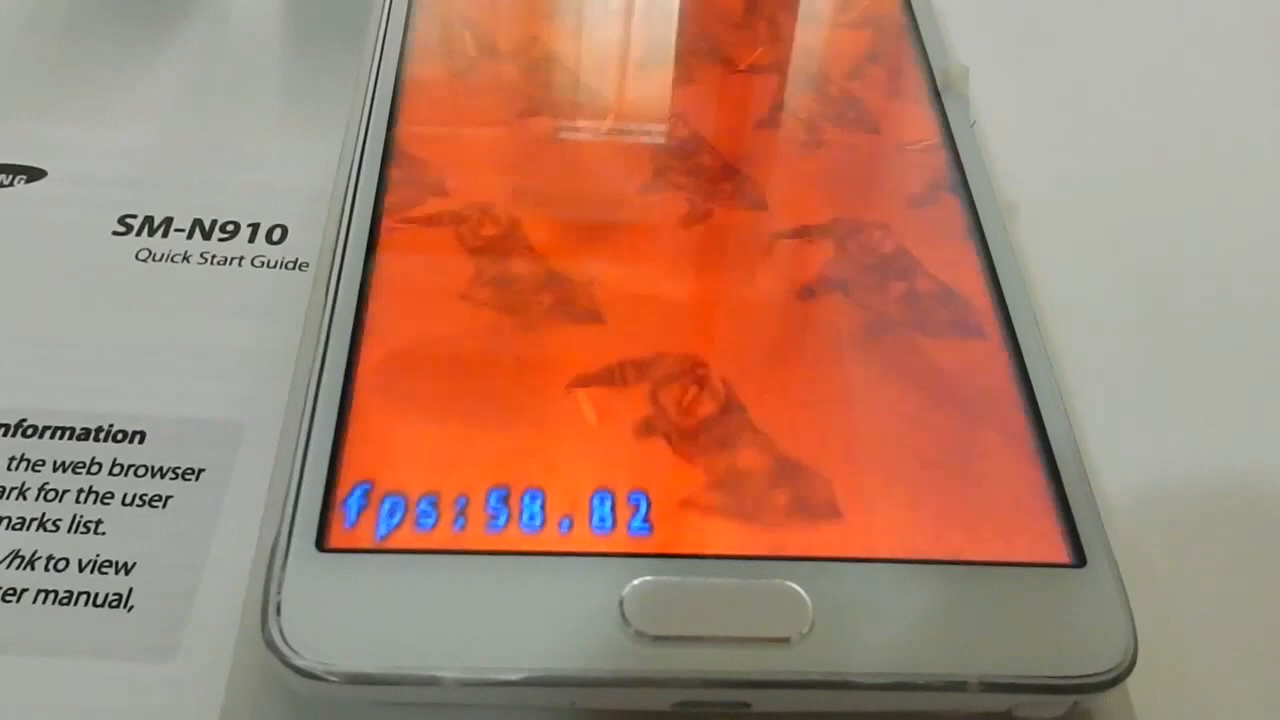 NG
SM-N910
Quick Start Guide
nformation
the web browser
ark for the user
marks list.
/hk to view
er manual,
fps:58.82